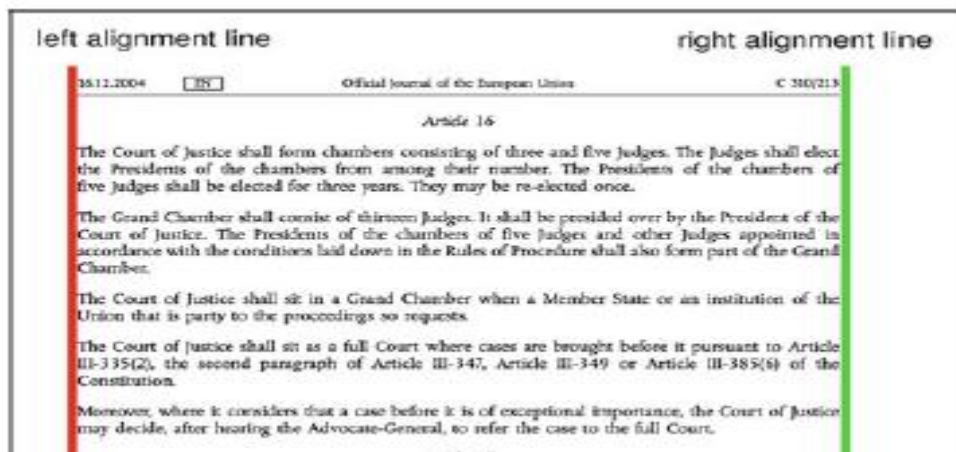 left alignment line
right alignment line
16.12.2004 EN Official Journal of the European Union C 310/213
Article 16
The Court of Justice shall form chambers consisting of three and five Judges. The Judges shall elect
the Presidents of the chambers from among their number. The Presidents of the chambers of
five Judges shall be elected for three years. They may be re-elected once.
The Grand Chamber shall consist of thirteen Judges. It shall be presided over by the President of the
Court of Justice. The Presidents of the chambers of five Judges and other Judges appointed in
accordance with the conditions laid down in the Rules of Procedure shall also form part of the Grand
Chamber.
The Court of Justice shall sit in a Grand Chamber when a Member State or an institution of the
Union that is party to the proceedings so requests.
The Court of Justice shall sit as a full Court where cases are brought before it pursuant to Article
III-335(2), the second paragraph of Article III-347, Article III-349 or Article III-385(6) of the
Constitution.
Moreover, where it considers that a case before it is of exceptional importance, the Court of Justice
may decide, after hearing the Advocate-General, to refer the case to the full Court.